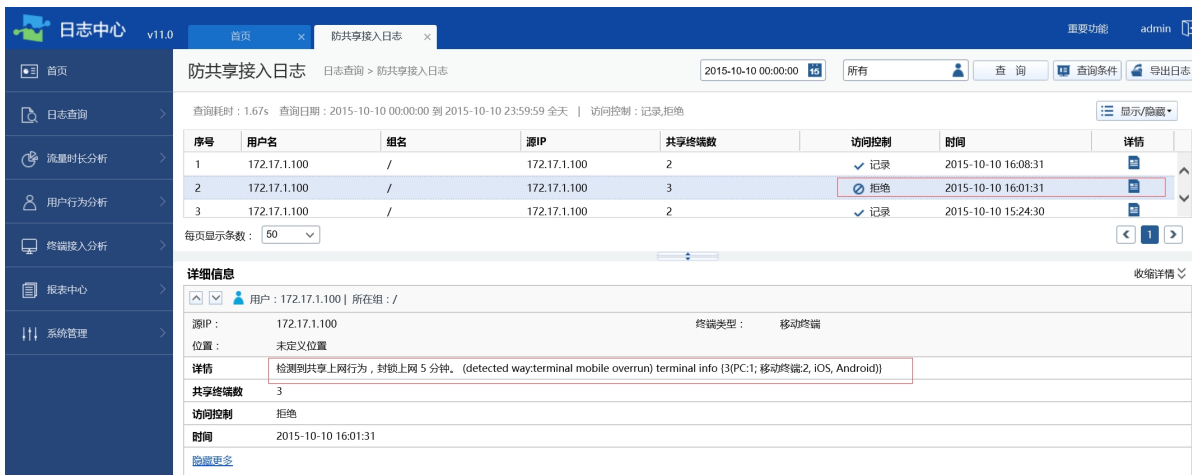 日志中心 v11.0 首页 × 防共享接入日志 × 重要功能 admin
首页
日志查询
流量时长分析
用户行为分析
终端接入分析
报表中心
系统管理
防共享接入日志 日志查询 > 防共享接入日志 2015-10-10 00:00:00 15 所有 查 询 查询条件 导出日志
查询耗时：1.67s 查询日期：2015-10-10 00:00:00 到 2015-10-10 23:59:59 全天 | 访问控制：记录,拒绝 显示/隐藏
序号 用户名 组名 源IP 共享终端数 访问控制 时间 详情
1 172.17.1.100 / 172.17.1.100 2 记录 2015-10-10 16:08:31
2 172.17.1.100 / 172.17.1.100 3 拒绝 2015-10-10 16:01:31
3 172.17.1.100 / 172.17.1.100 2 记录 2015-10-10 15:24:30
每页显示条数： 50 1
详细信息 收缩详情
用户：172.17.1.100 | 所在组：/
源IP： 172.17.1.100 终端类型： 移动终端
位置： 未定义位置
详情 检测到共享上网行为，封锁上网 5 分钟。 (detected way:terminal mobile overrun) terminal info {3(PC:1; 移动终端:2, iOS, Android)}
共享终端数 3
访问控制 拒绝
时间 2015-10-10 16:01:31
隐藏更多